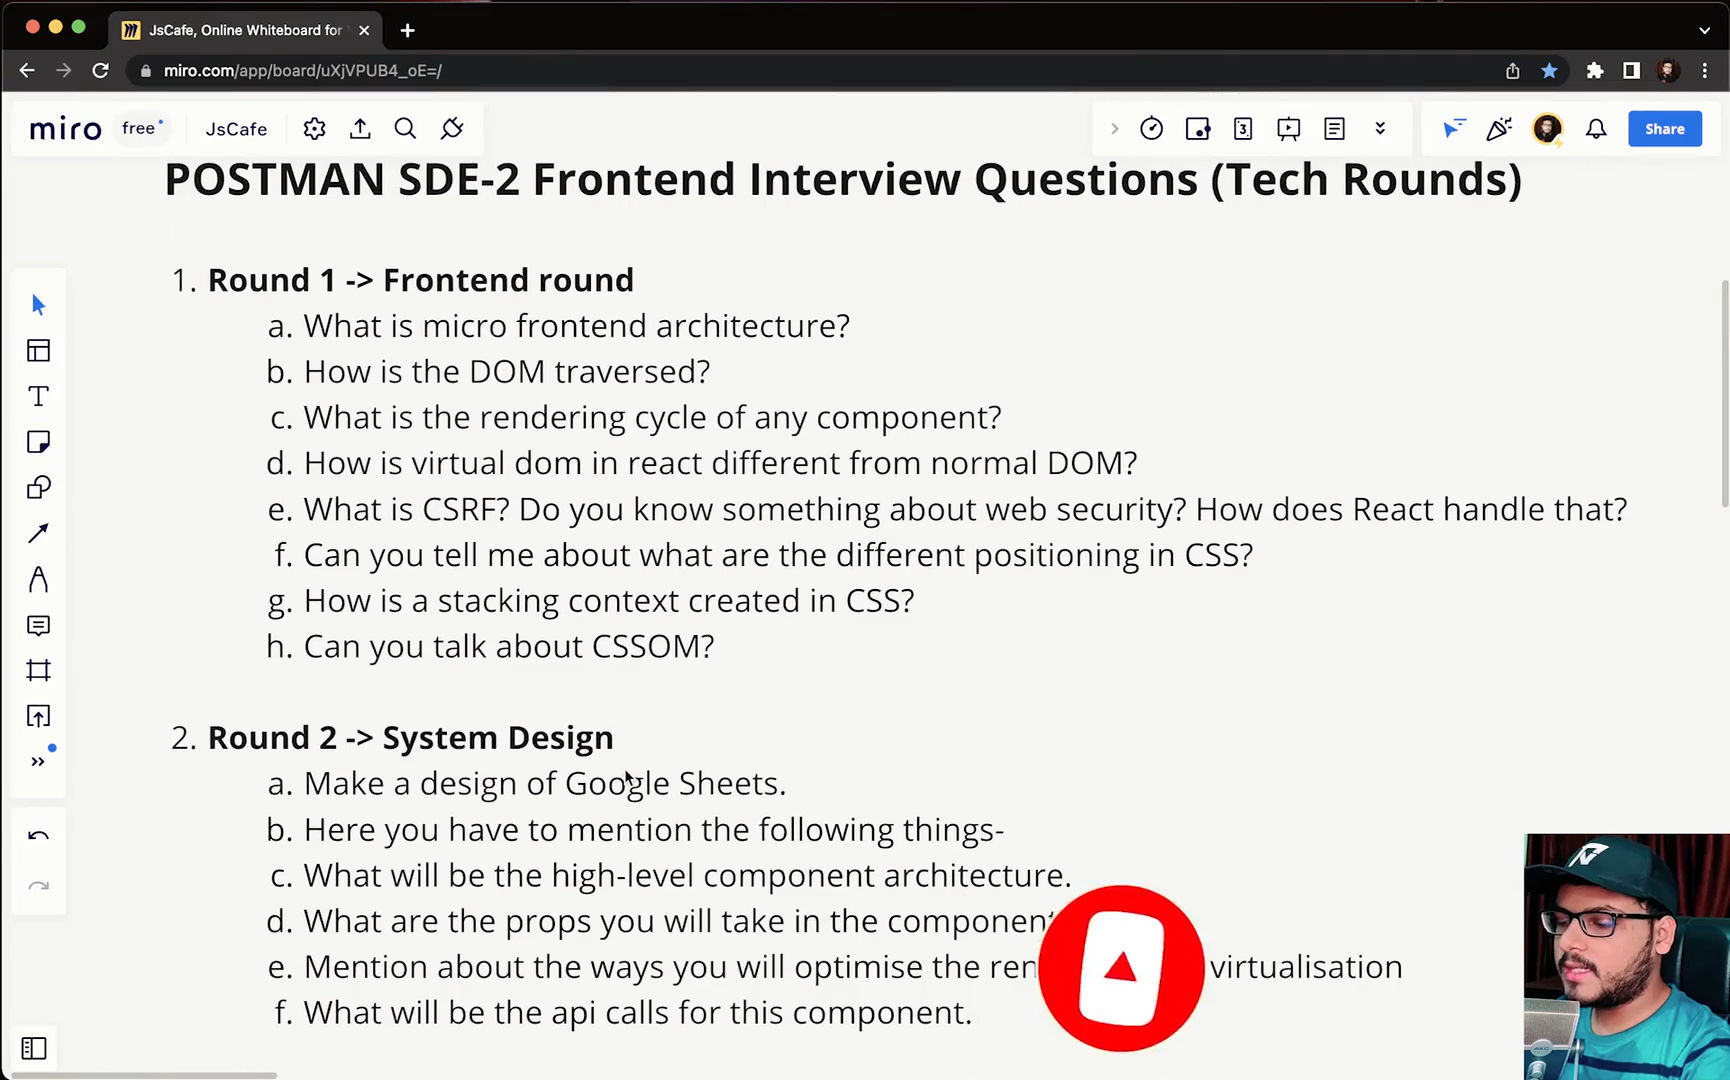 JsCafe, Online Whiteboard for
miro.com/app/board/uXjVPUB4_oE=/
miro free JsCafe
3
Share
POSTMAN SDE-2 Frontend Interview Questions (Tech Rounds)
1. Round 1 -> Frontend round
a. What is micro frontend architecture?
b. How is the DOM traversed?
c. What is the rendering cycle of any component?
d. How is virtual dom in react different from normal DOM?
e. What is CSRF? Do you know something about web security? How does React handle that?
f. Can you tell me about what are the different positioning in CSS?
g. How is a stacking context created in CSS?
h. Can you talk about CSSOM?
2. Round 2 -> System Design
a. Make a design of Google Sheets.
b. Here you have to mention the following things-
c. What will be the high-level component architecture.
d. What are the props you will take in the component
e. Mention about the ways you will optimise the virtualisation
f. What will be the api calls for this component.